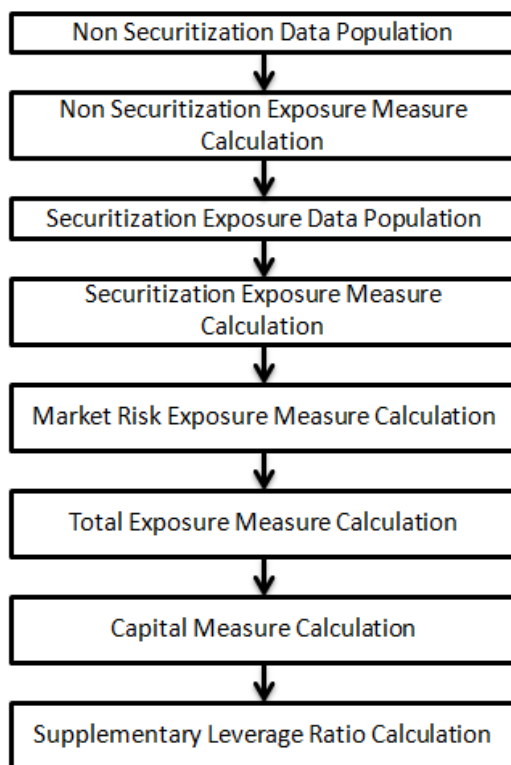 Non Securitization Data Population
Non Securitization Exposure Measure
Calculation
Securitization Exposure Data Population
Securitization Exposure Measure
Calculation
Market Risk Exposure Measure Calculation
Total Exposure Measure Calculation
Capital Measure Calculation
Supplementary Leverage Ratio Calculation